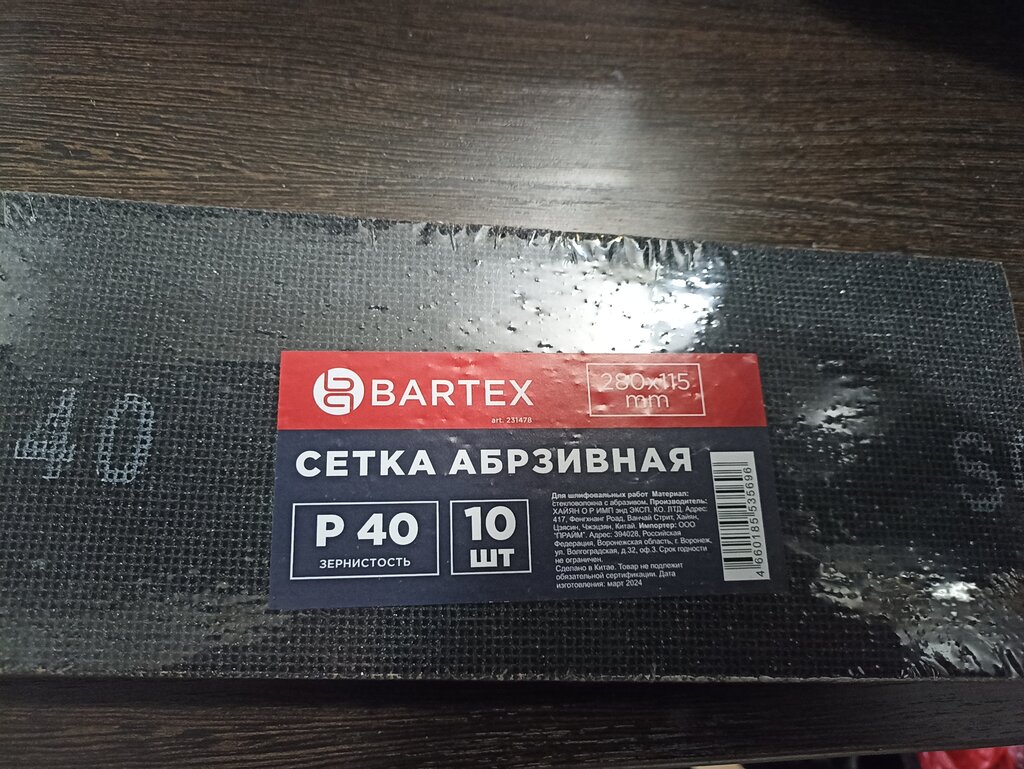 BARTEX
280x115
mm
art. 231478
СЕТКА АБРЗИВНАЯ
P 40
ЗЕРНИСТОСТЬ
10
ШТ
Для шлифовальных работ Материал:
стекловолокна с абразивом. Производитель:
ХАЙЯН О Р ИМП энд ЭКСП. КО. ЛТД. Адрес:
417, Фенгхианг Роад, Ванчай Стрит, Хайян,
Цзясин, Чжэцзян, Китай. Импортер: ООО
"ПРАЙМ". Адрес: 394028, Российская
Федерация, Воронежская область, г. Воронеж,
ул. Волгоградская, д.32, оф.3. Срок годности
не ограничен.
Сделано в Китае. Товар не подлежит
обязательной сертификации. Дата
изготовления: март 2024
4 660185 535696
40